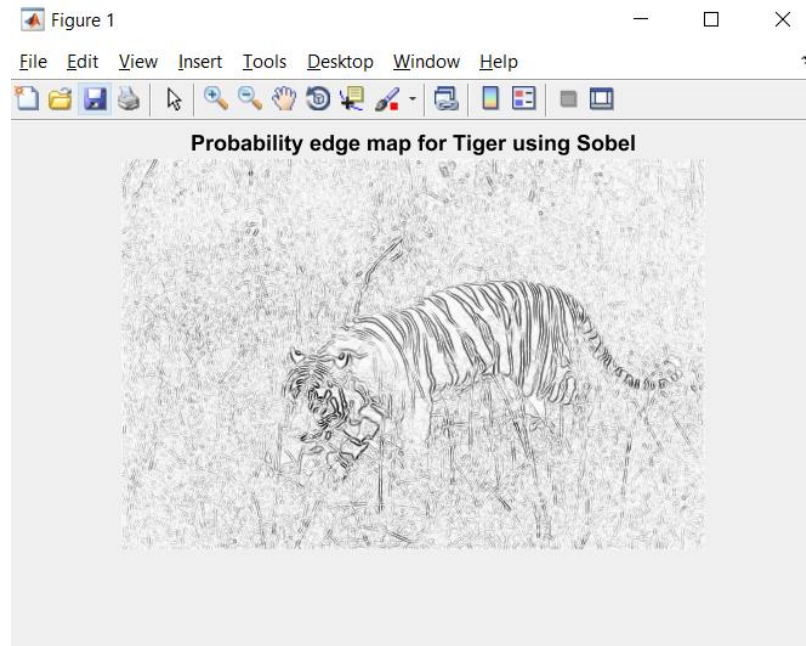 Figure 1
File Edit View Insert Tools Desktop Window Help
Probability edge map for Tiger using Sobel